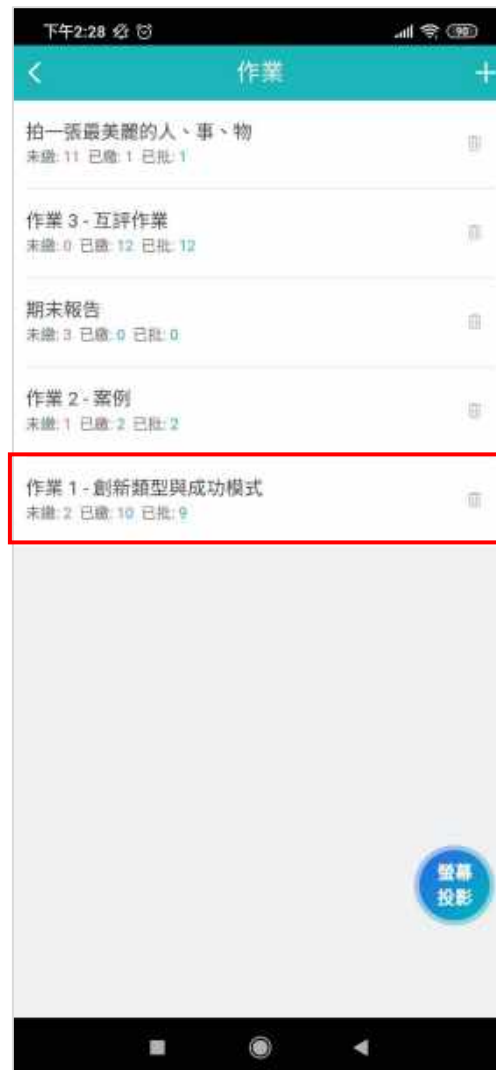 下午2:28
90
作業
拍一張最美麗的人、事、物
未繳: 11 已繳: 1 已批: 1
作業 3 - 互評作業
未繳: 0 已繳: 12 已批: 12
期末報告
未繳: 3 已繳: 0 已批: 0
作業 2 - 案例
未繳: 1 已繳: 2 已批: 2
作業 1 - 創新類型與成功模式
未繳: 2 已繳: 10 已批: 9
螢幕
投影